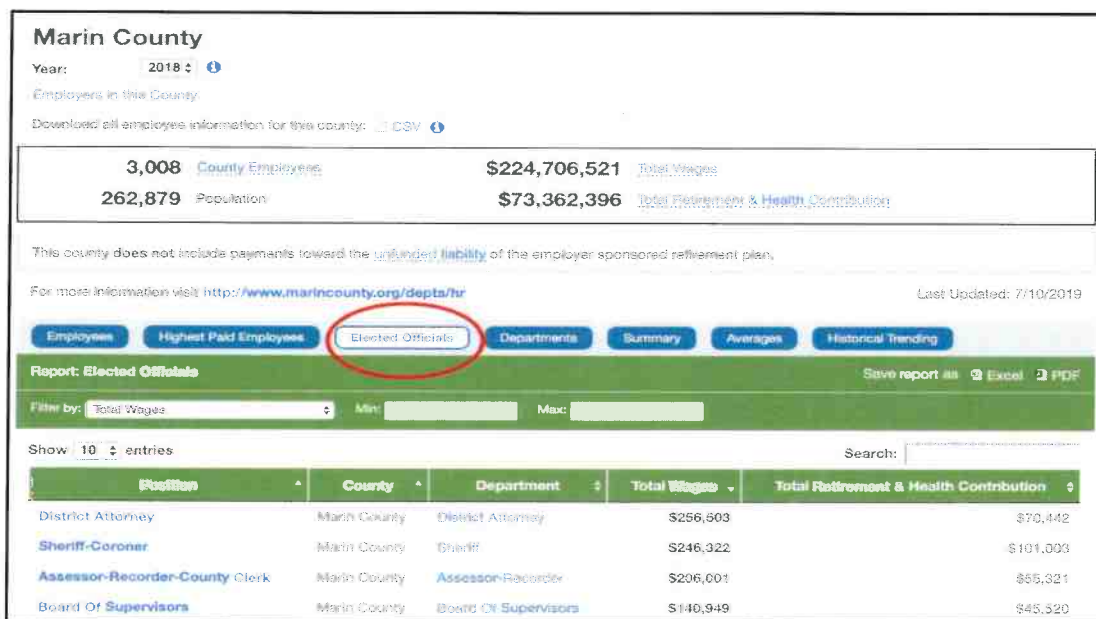 Marin County
Year: 2018
Employers in this County
Download all employee information for this county: CSV
3,008 County Employees $224,706,521 Total Wages
262,879 Population $73,362,396 Total Retirement & Health Contribution
This county does not include payments toward the unfunded liability of the employer sponsored retirement plan.
For more information visit http://www.marincounty.org/depts/hr Last Updated: 7/10/2019
Employees Highest Paid Employees Elected Officials Departments Summary Averages Historical Trending
Report: Elected Officials Save report as Excel PDF
Filter by: Total Wages Min: Max:
Show 10 entries Search:
Position County Department Total Wages Total Retirement & Health Contribution
District Attorney Marin County District Attorney $256,503 $70,442
Sheriff-Coroner Marin County Sheriff $246,322 $101,003
Assessor-Recorder-County Clerk Marin County Assessor-Recorder $55,321
Board Of Supervisors Marin County Board Of Supervisors $140,949 $45,520